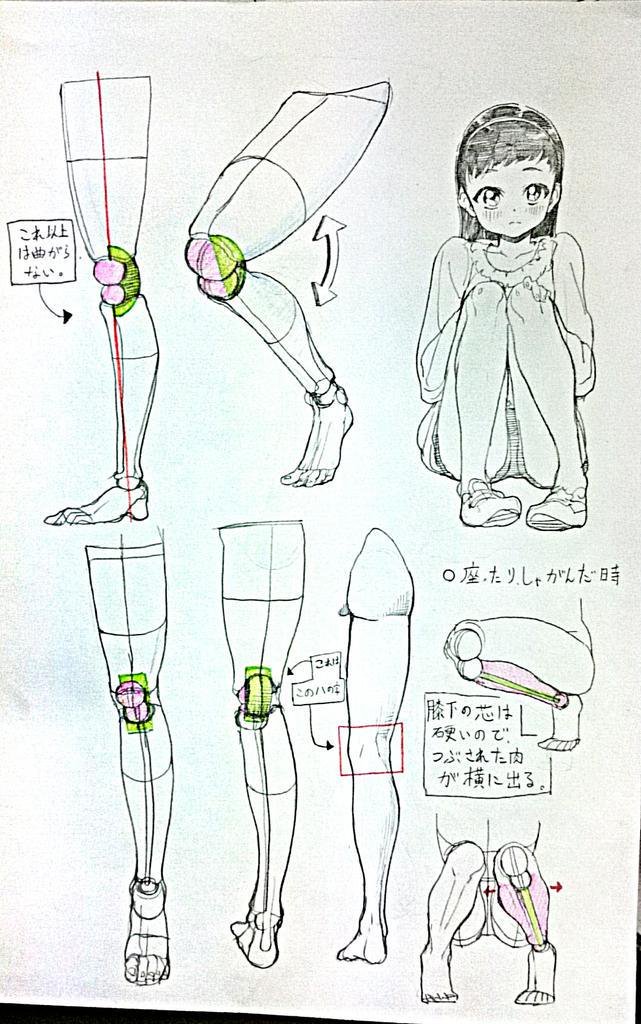 これ以上
は曲がら
ない。
これは
このハの字
○座ったり、しゃがんだ時
膝下の芯は
硬いので、
つぶされた肉
が横に出る。